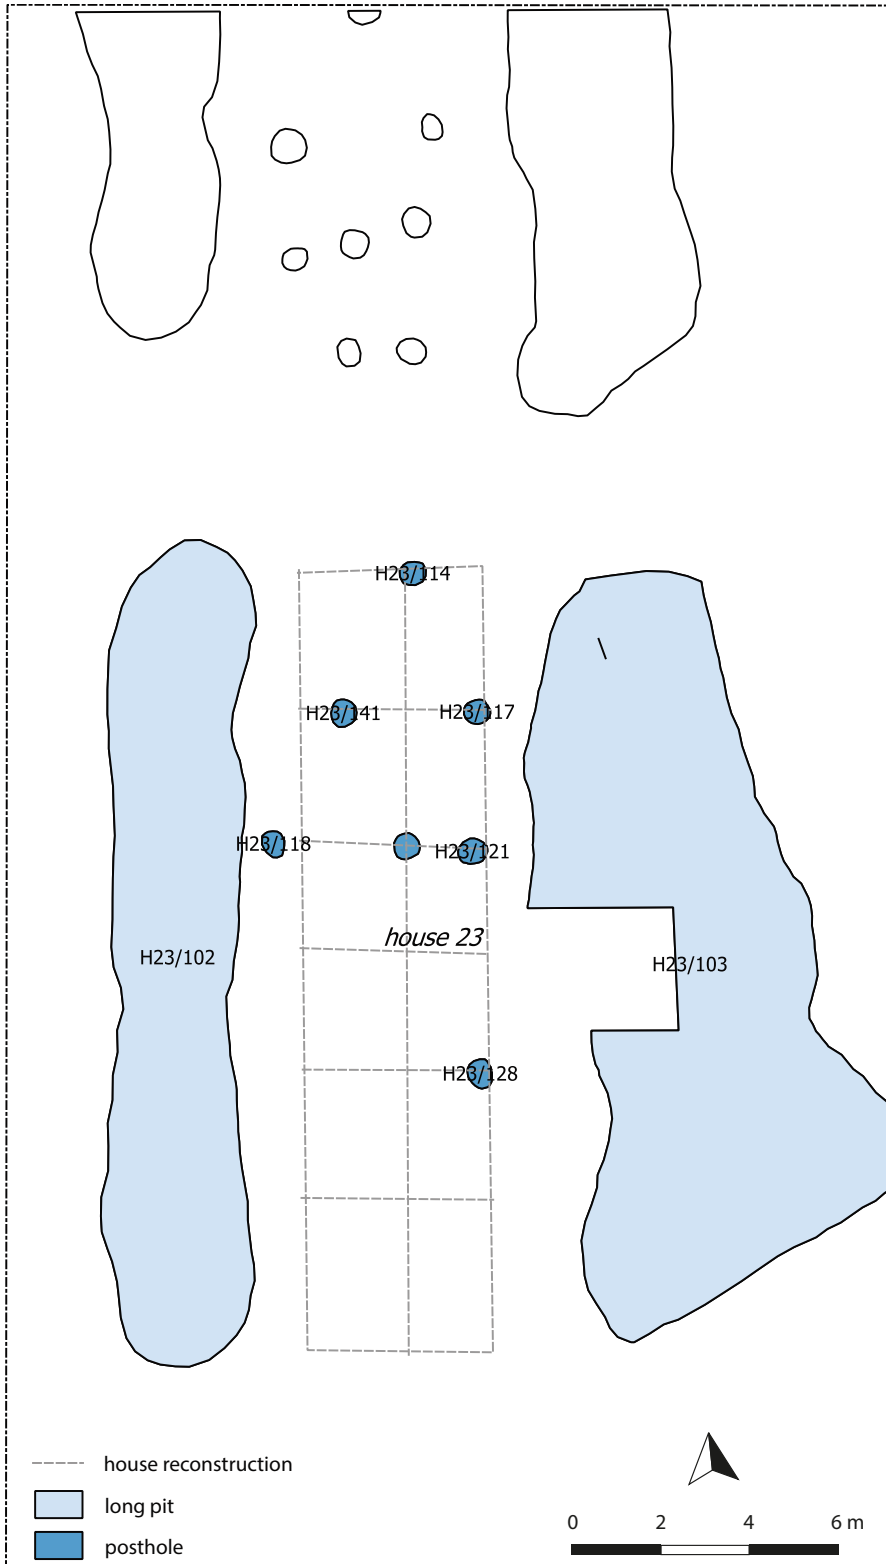 H23/114
H23/141
H23/117
H23/118
H23/121
house 23
H23/102
H23/103
H23/128
house reconstruction
long pit
posthole
0 2 4 6 m